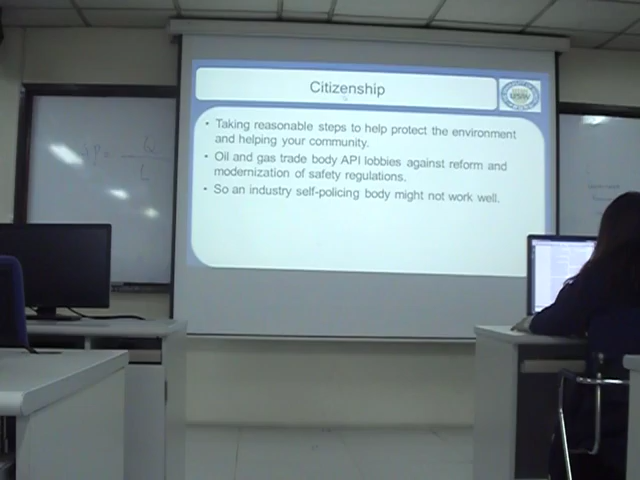 Citizenship
• Taking reasonable steps to help protect the environment
and helping your community.
• Oil and gas trade body API lobbies against reform and
modernization of safety regulations.
• So an industry self-policing body might not work well.